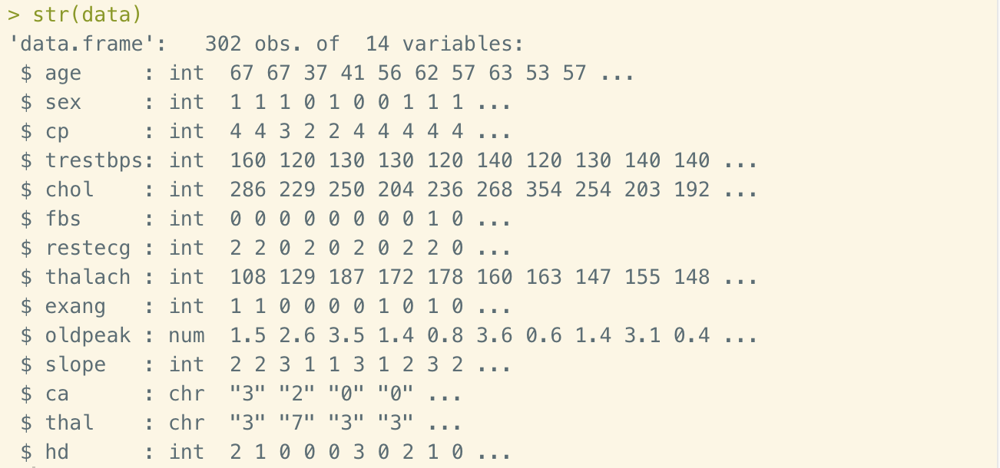 > str(data)
'data.frame':   302 obs. of  14 variables:
 $ age     : int  67 67 37 41 56 62 57 63 53 57 ...
 $ sex     : int  1 1 1 0 1 0 0 1 1 1 ...
 $ cp      : int  4 4 3 2 2 4 4 4 4 4 ...
 $ trestbps: int  160 120 130 130 120 140 120 130 140 140 ...
 $ chol    : int  286 229 250 204 236 268 354 254 203 192 ...
 $ fbs     : int  0 0 0 0 0 0 0 0 1 0 ...
 $ restecg : int  2 2 0 2 0 2 0 2 2 0 ...
 $ thalach : int  108 129 187 172 178 160 163 147 155 148 ...
 $ exang   : int  1 1 0 0 0 0 1 0 1 0 ...
 $ oldpeak : num  1.5 2.6 3.5 1.4 0.8 3.6 0.6 1.4 3.1 0.4 ...
 $ slope   : int  2 2 3 1 1 3 1 2 3 2 ...
 $ ca      : chr  "3" "2" "0" "0" ...
 $ thal    : chr  "3" "7" "3" "3" ...
 $ hd      : int  2 1 0 0 0 3 0 2 1 0 ...